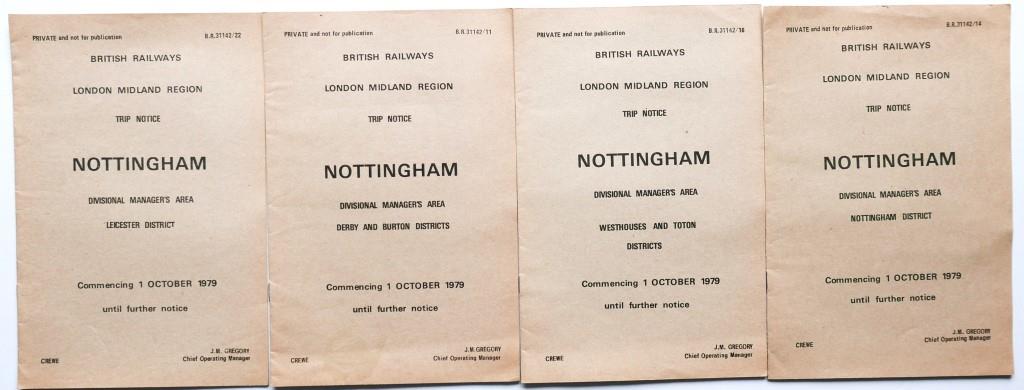 PRIVATE and not for publication B.R.31142/22
BRITISH RAILWAYS
LONDON MIDLAND REGION
TRIP NOTICE
NOTTINGHAM
DIVISIONAL MANAGER'S AREA
LEICESTER DISTRICT
Commencing 1 OCTOBER 1979
until further notice
J.M. GREGORY
CREWE Chief Operating Manager
PRIVATE and not for publication B.R.31142/11
BRITISH RAILWAYS
LONDON MIDLAND REGION
TRIP NOTICE
NOTTINGHAM
DIVISIONAL MANAGER'S AREA
DERBY AND BURTON DISTRICTS
Commencing 1 OCTOBER 1979
until further notice
J.M. GREGORY
CREWE Chief Operating Manager
PRIVATE and not for publication B.R.31142/18
BRITISH RAILWAYS
LONDON MIDLAND REGION
TRIP NOTICE
NOTTINGHAM
DIVISIONAL MANAGER'S AREA
WESTHOUSES AND TOTON
DISTRICTS
Commencing 1 OCTOBER 1979
until further notice
J.M. GREGORY
CREWE Chief Operating Manager
PRIVATE and not for publication B.R.31142/14
BRITISH RAILWAYS
LONDON MIDLAND REGION
TRIP NOTICE
NOTTINGHAM
DIVISIONAL MANAGER'S AREA
NOTTINGHAM DISTRICT
Commencing 1 OCTOBER 1979
until further notice
J.M. GREGORY
CREWE Chief Operating Manager